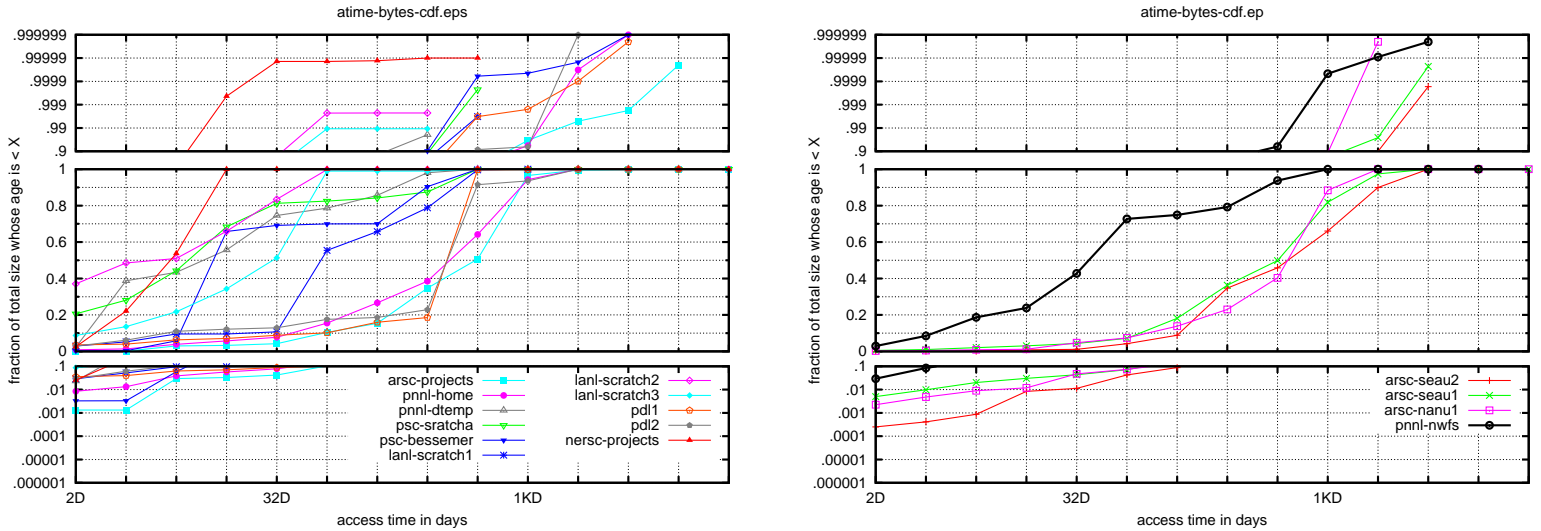 atime-bytes-cdf.eps
.999999
.99999
.9999
.999
.99
.9
1
0.8
0.6
0.4
0.2
0
.1
.01
.001
.0001
.00001
.000001
fraction of total size whose age is < X
arsc-projects
pnnl-home
pnnl-dtemp
psc-sratcha
psc-bessemer
lanl-scratch1
lanl-scratch2
lanl-scratch3
pdl1
pdl2
nersc-projects
2D 32D 1KD
access time in days
atime-bytes-cdf.ep
.999999
.99999
.9999
.999
.99
.9
1
0.8
0.6
0.4
0.2
0
.1
.01
.001
.0001
.00001
.000001
fraction of total size whose age is < X
arsc-seau2
arsc-seau1
arsc-nanu1
pnnl-nwfs
2D 32D 1KD
access time in days